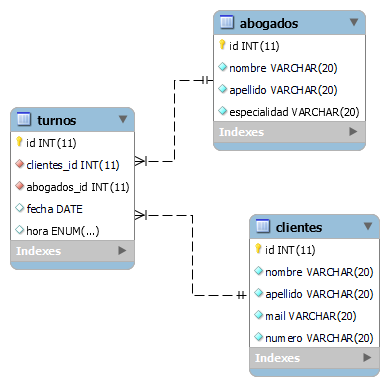 abogados
id INT(11)
nombre VARCHAR(20)
apellido VARCHAR(20)
especialidad VARCHAR(20)
Indexes
turnos
id INT(11)
clientes_id INT(11)
abogados_id INT(11)
fecha DATE
hora ENUM(...)
Indexes
clientes
id INT(11)
nombre VARCHAR(20)
apellido VARCHAR(20)
mail VARCHAR(20)
numero VARCHAR(20)
Indexes